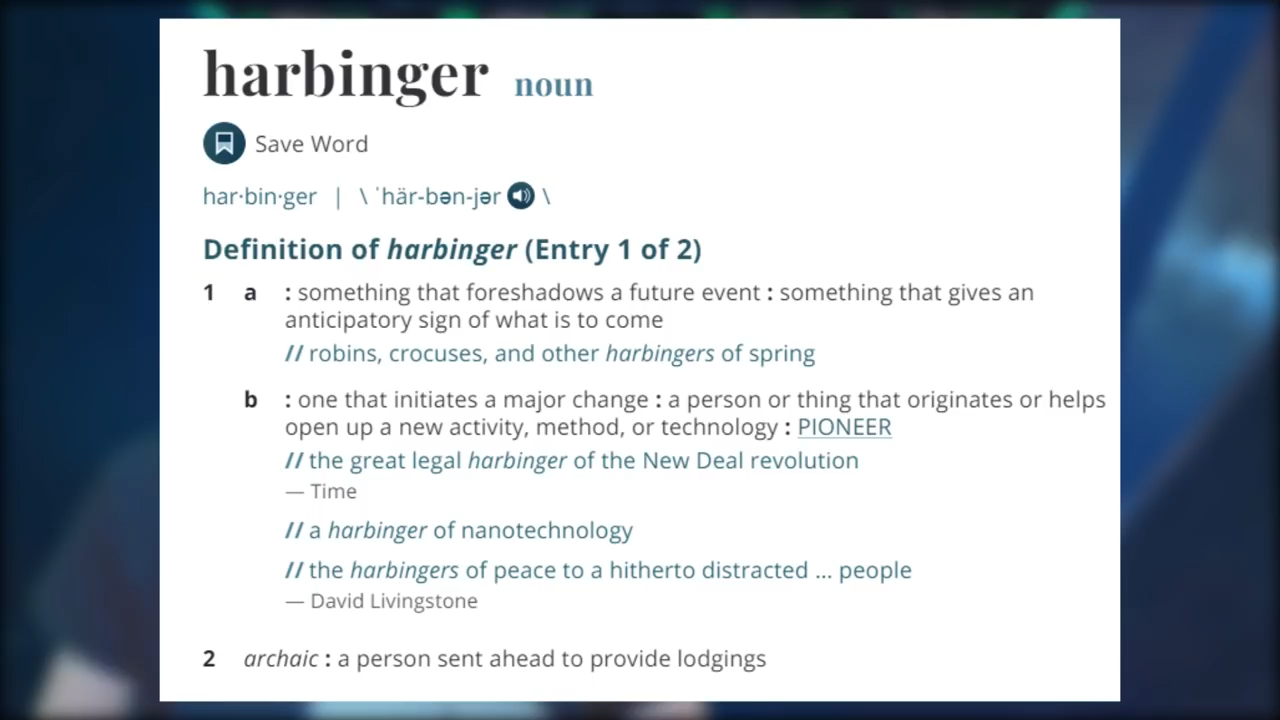 harbinger noun
Save Word
har·bin·ger | \ ˈhär-bən-jər \
Definition of harbinger (Entry 1 of 2)
1 a : something that foreshadows a future event : something that gives an
anticipatory sign of what is to come
// robins, crocuses, and other harbingers of spring
b : one that initiates a major change : a person or thing that originates or helps
open up a new activity, method, or technology : PIONEER
// the great legal harbinger of the New Deal revolution
— Time
// a harbinger of nanotechnology
// the harbingers of peace to a hitherto distracted ... people
— David Livingstone
2 archaic : a person sent ahead to provide lodgings